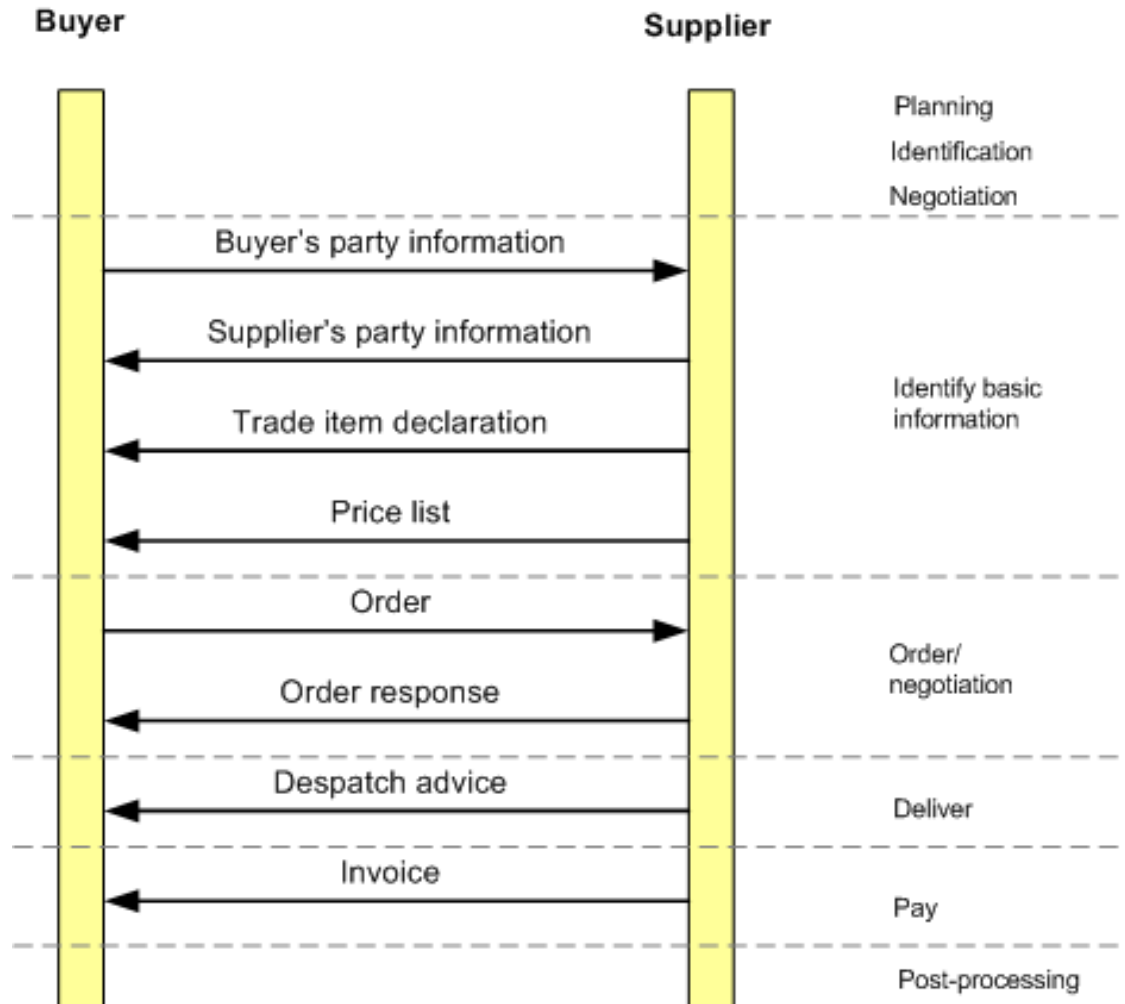 Buyer
Supplier
Planning
Identification
Negotiation
Buyer's party information
Supplier's party information
Trade item declaration
Identify basic
information
Price list
Order
Order/
negotiation
Order response
Despatch advice
Deliver
Invoice
Pay
Post-processing